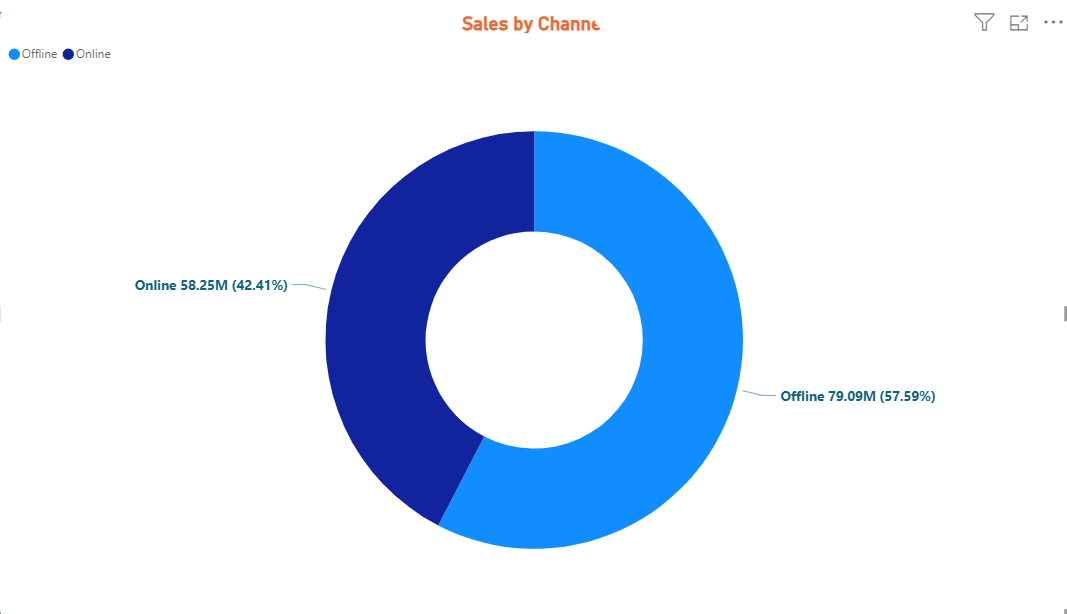 Sales by Channe
Offline Online
Online 58.25M (42.41%)
Offline 79.09M (57.59%)